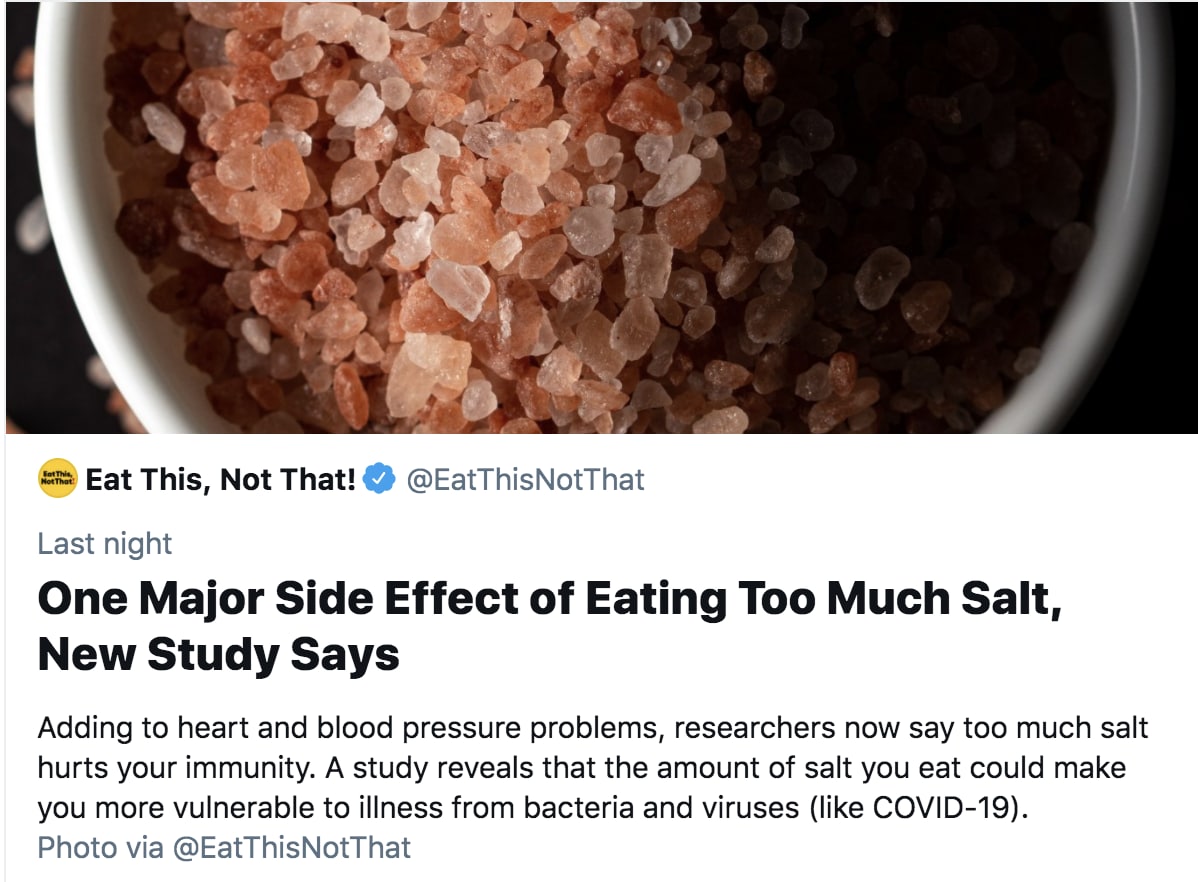 Eat This,
Not That!
Eat This, Not That! @EatThisNotThat
Last night
One Major Side Effect of Eating Too Much Salt,
New Study Says
Adding to heart and blood pressure problems, researchers now say too much salt
hurts your immunity. A study reveals that the amount of salt you eat could make
you more vulnerable to illness from bacteria and viruses (like COVID-19).
Photo via @EatThisNotThat